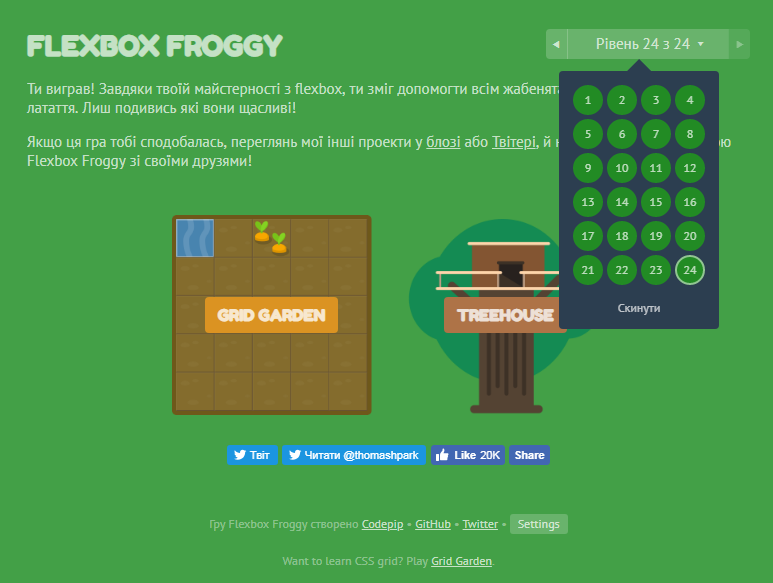 FLEXBOX FROGGY
◄ Рівень 24 з 24 ▼ ►
Ти виграв! Завдяки твоїй майстерності з flexbox, ти зміг допомогти всім жабенята
латаття. Лиш подивись які вони щасливі!
Якщо ця гра тобі сподобалась, переглянь мої інші проекти у блозі або Твітері, й
Flexbox Froggy зі своїми друзями!
1 2 3 4
5 6 7 8
9 10 11 12
13 14 15 16
17 18 19 20
21 22 23 24
Скинути
GRID GARDEN
TREEHOUSE
Твіт Читати @thomashpark Like 20K Share
Гру Flexbox Froggy створено Codepip • GitHub • Twitter • Settings
Want to learn CSS grid? Play Grid Garden.